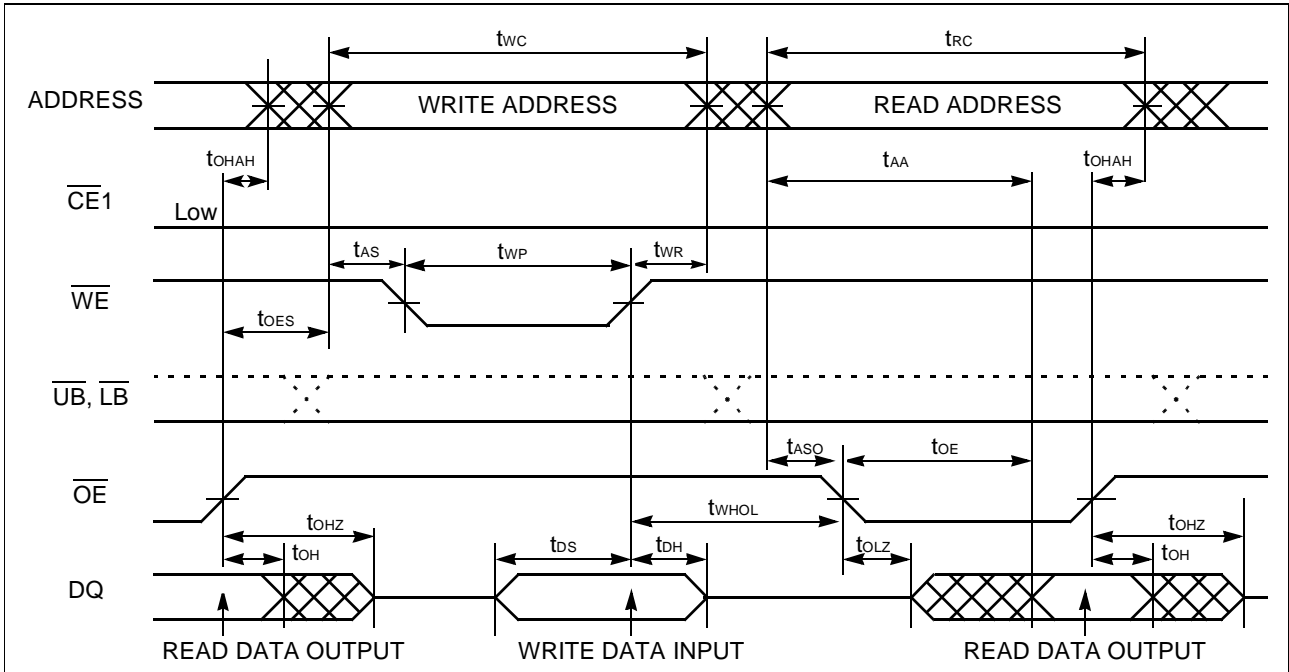 tWC tRC
ADDRESS WRITE ADDRESS READ ADDRESS
tOHAH tAA tOHAH
CE1 Low
tAS tWP tWR
WE
tOES
UB, LB
tASO tOE
OE
tWHOL
tOHZ tOHZ
tOH tDS tDH tOLZ tOH
DQ
READ DATA OUTPUT WRITE DATA INPUT READ DATA OUTPUT